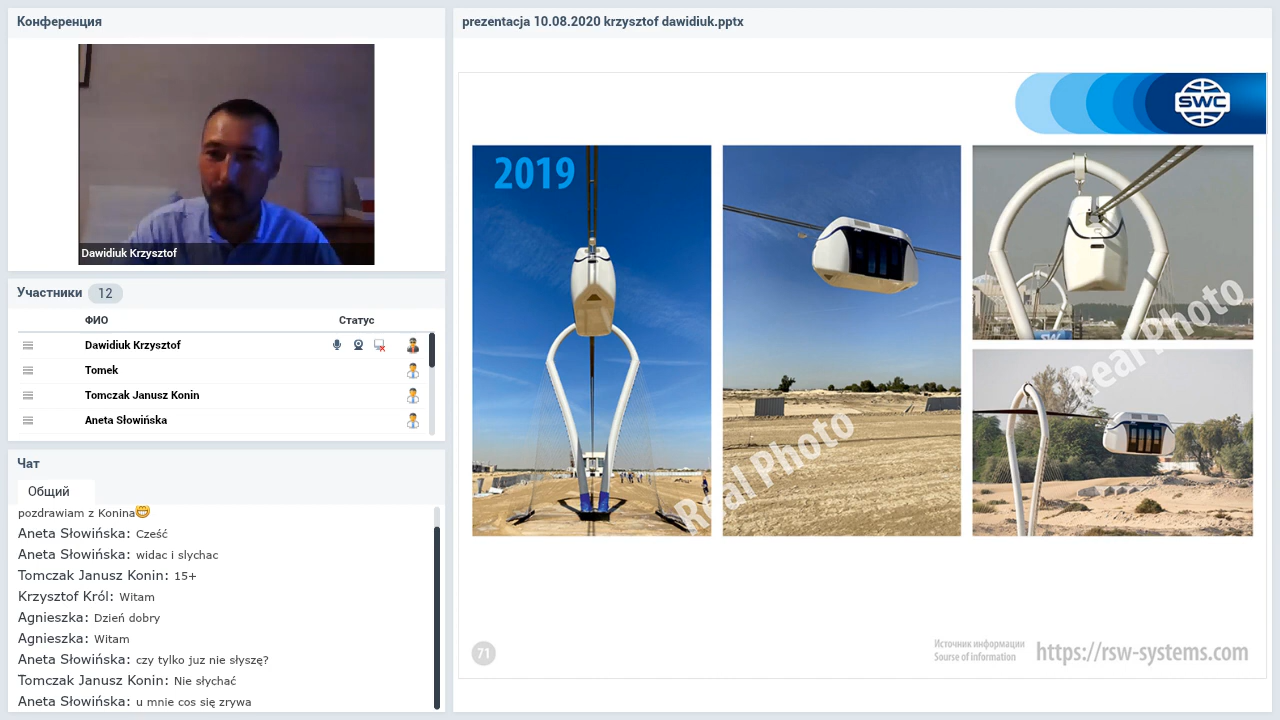 Конференция
Dawidiuk Krzysztof
Участники 12
ФИО Статус
Dawidiuk Krzysztof
Tomek
Tomczak Janusz Konin
Aneta Słowińska
Чат
Общий
pozdrawiam z Konina
Aneta Słowińska: Cześć
Aneta Słowińska: widac i slychac
Tomczak Janusz Konin: 15+
Krzysztof Król: Witam
Agnieszka: Dzień dobry
Agnieszka: Witam
Aneta Słowińska: czy tylko juz nie słyszę?
Tomczak Janusz Konin: Nie słychać
Aneta Słowińska: u mnie cos się zrywa
prezentacja 10.08.2020 krzysztof dawidiuk.pptx
SWC
2019
Real Photo
Real Photo
71
Источник информации
Sourse of information
https://rsw-systems.com